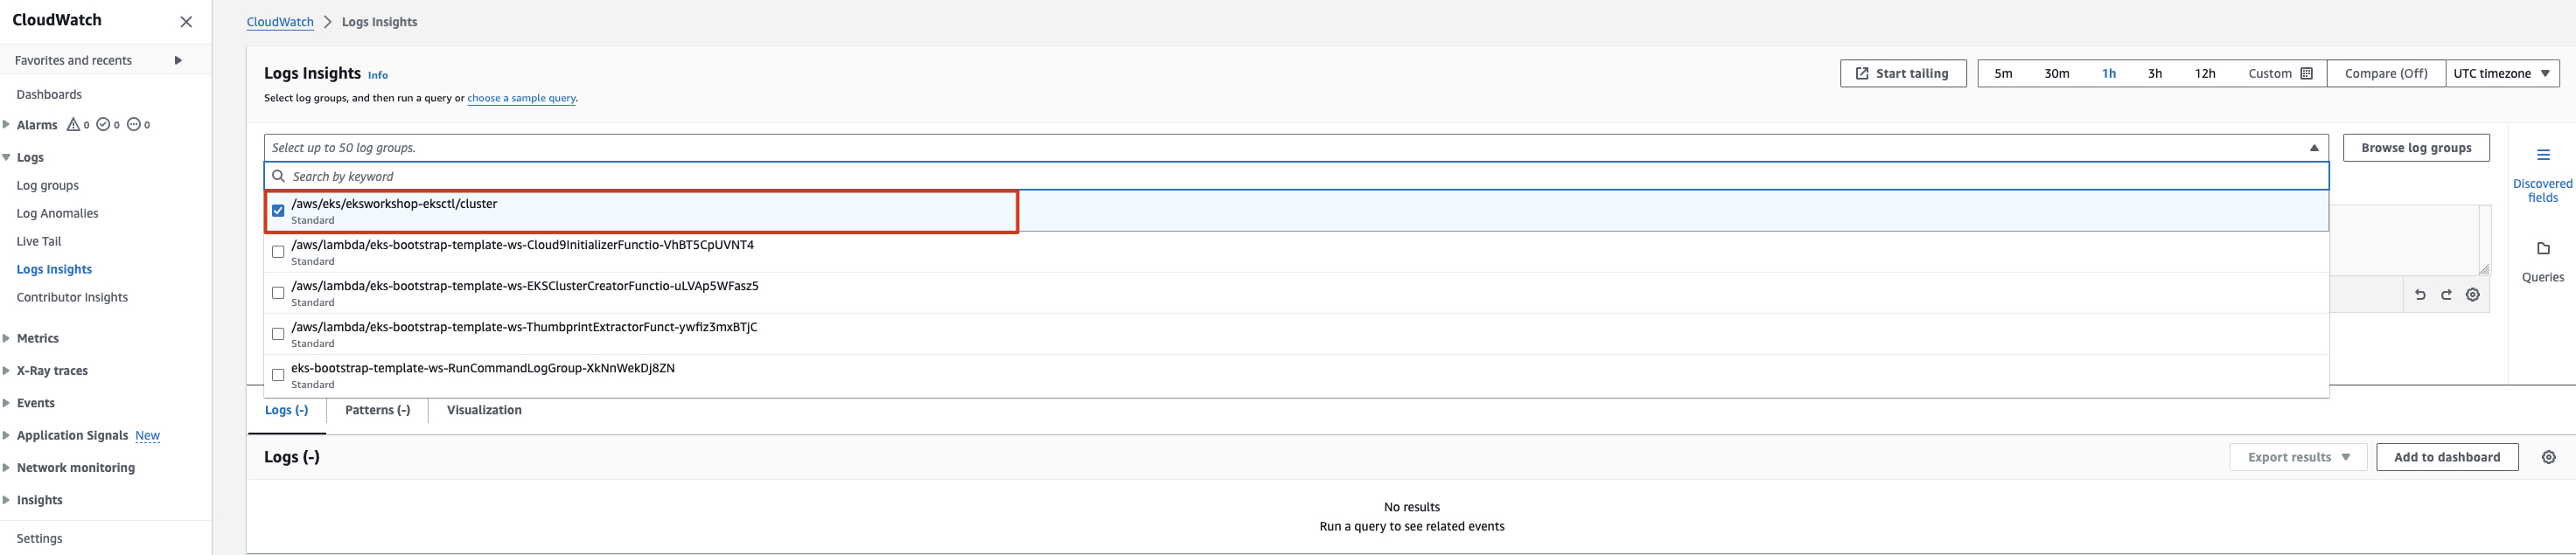 CloudWatch
Favorites and recents
Dashboards
Alarms 0 0 0
Logs
Log groups
Log Anomalies
Live Tail
Logs Insights
Contributor Insights
Metrics
X-Ray traces
Events
Application Signals New
Network monitoring
Insights
Settings
CloudWatch > Logs Insights
Logs Insights Info
Select log groups, and then run a query or choose a sample query.
Start tailing 5m 30m 1h 3h 12h Custom Compare (Off) UTC timezone
Select up to 50 log groups.
Browse log groups
Search by keyword
/aws/eks/eksworkshop-eksctl/cluster
Standard
/aws/lambda/eks-bootstrap-template-ws-Cloud9InitializerFunctio-VhBT5CpUVNT4
Standard
/aws/lambda/eks-bootstrap-template-ws-EKSClusterCreatorFunctio-uLVAp5WFasz5
Standard
/aws/lambda/eks-bootstrap-template-ws-ThumbprintExtractorFunct-ywfiz3mxBTjC
Standard
eks-bootstrap-template-ws-RunCommandLogGroup-XkNnWekDj8ZN
Standard
Discovered
fields
Queries
Logs (-) Patterns (-) Visualization
Logs (-)
Export results Add to dashboard
No results
Run a query to see related events